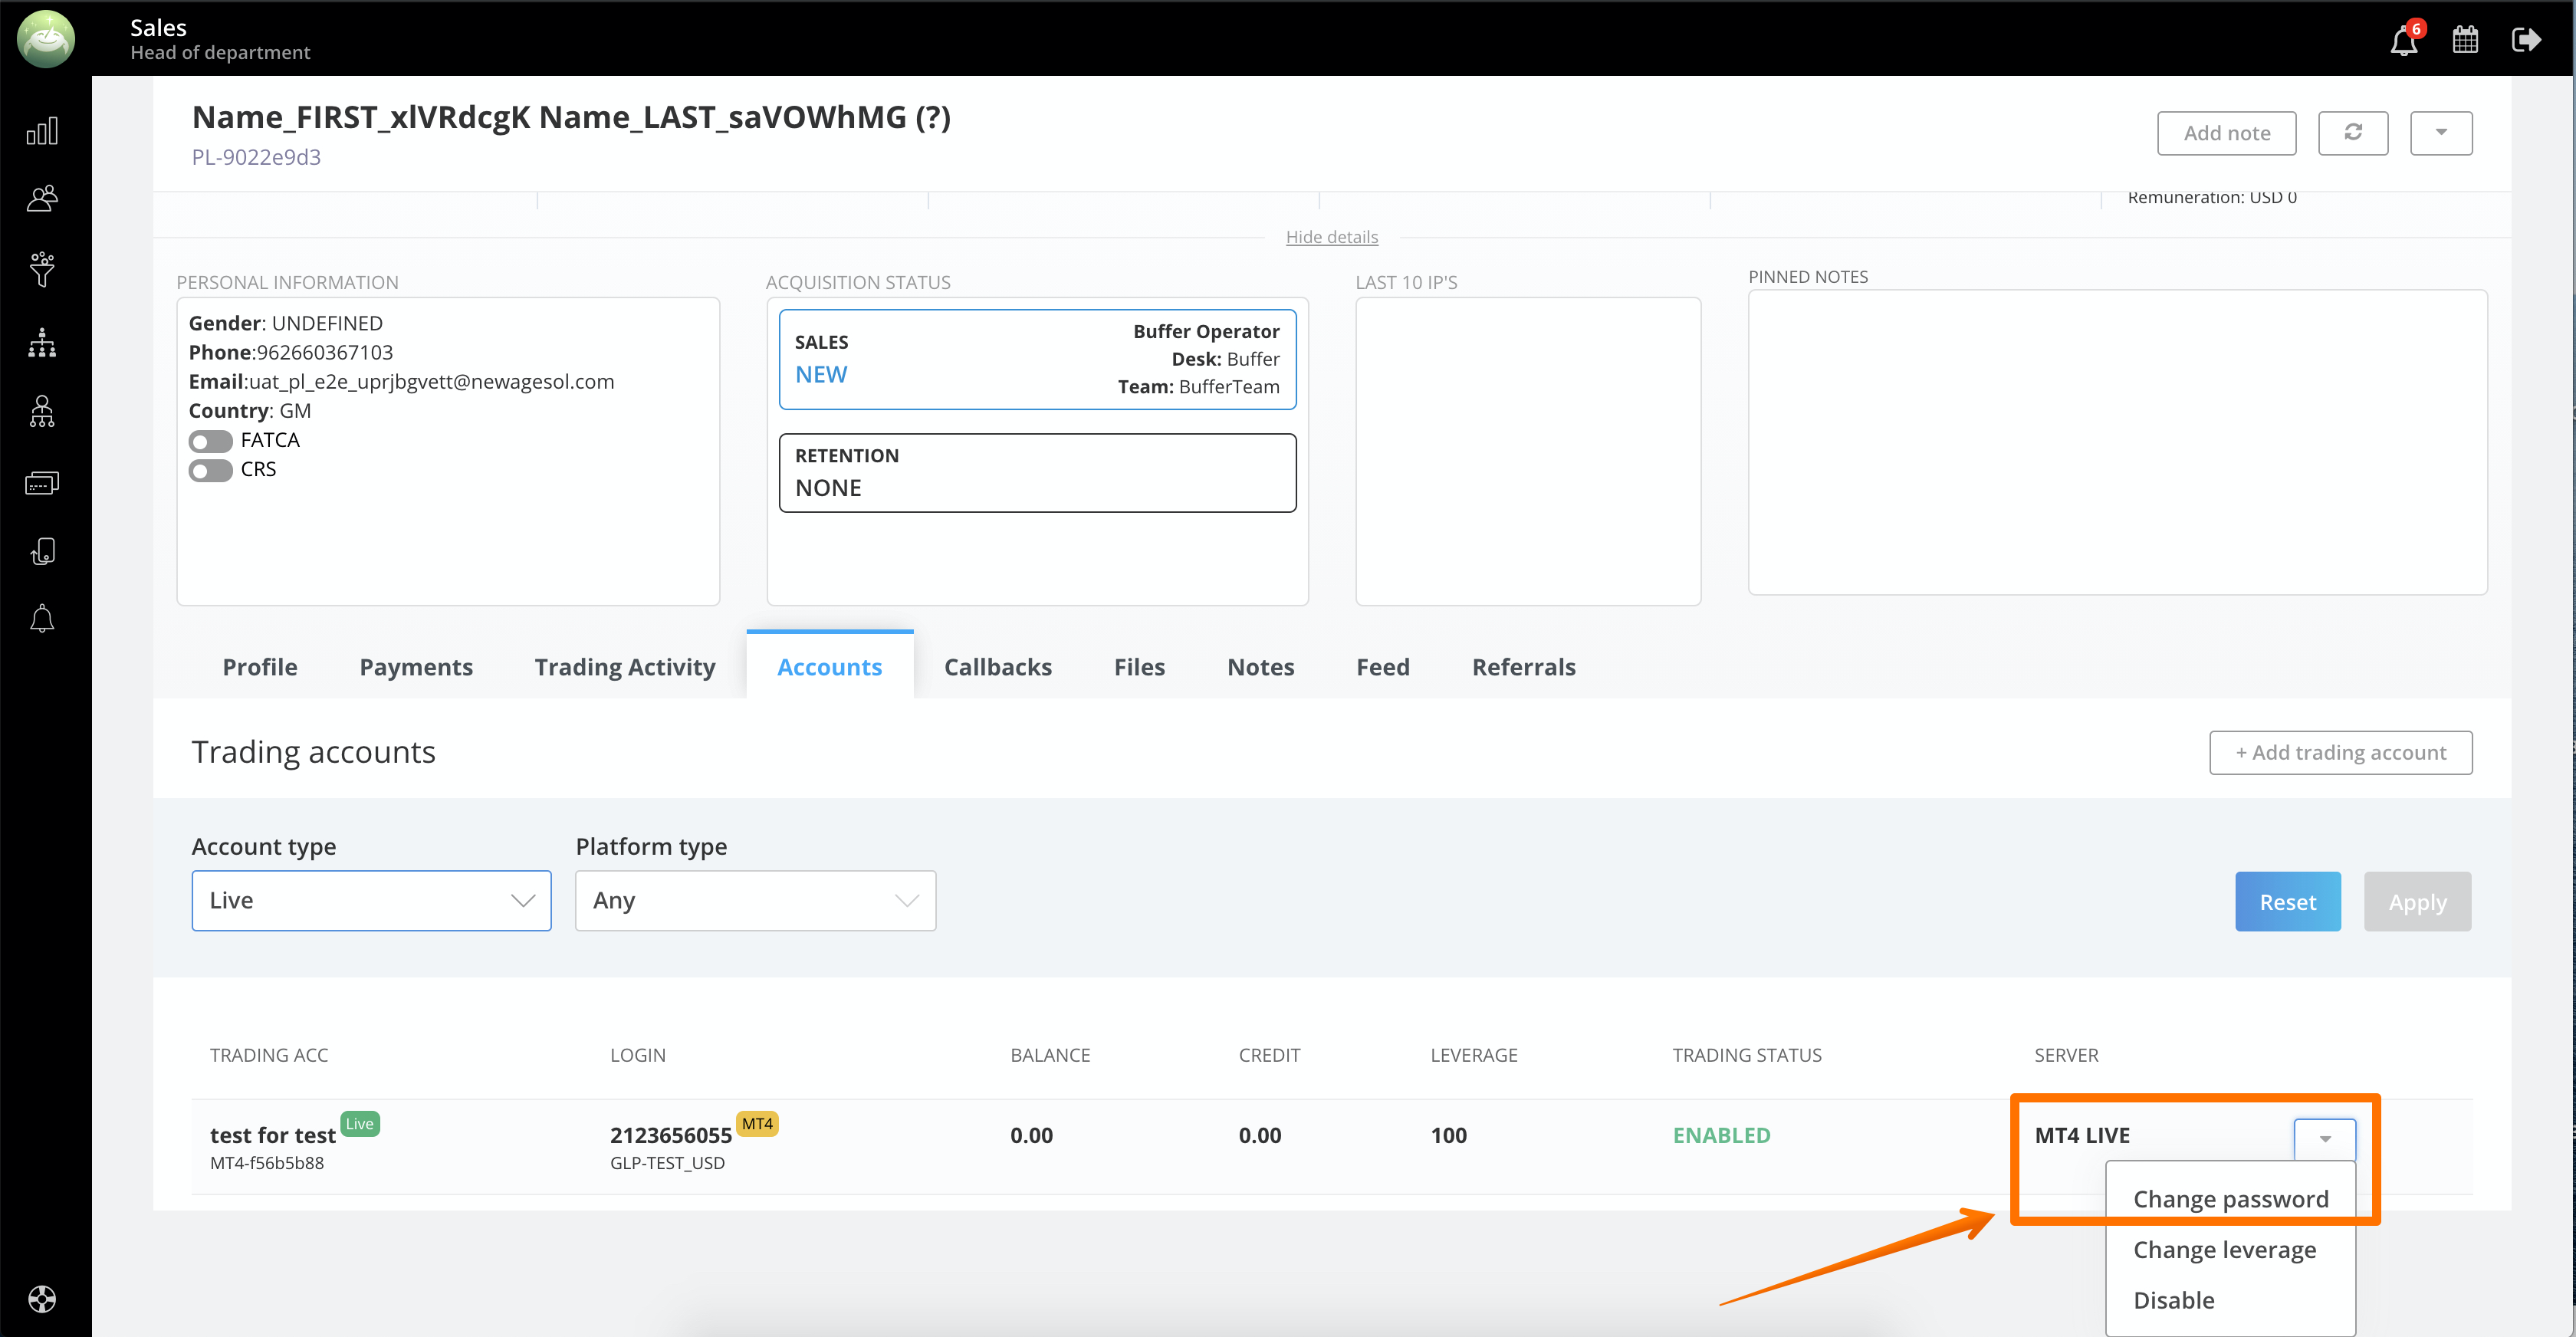 Sales
Head of department
6
Name_FIRST_xlVRdcgK Name_LAST_saVOWhMG (?)
PL-9022e9d3
Add note
Remuneration: USD 0
Hide details
PERSONAL INFORMATION
Gender: UNDEFINED
Phone:962660367103
Email:uat_pl_e2e_uprjbgvett@newagesol.com
Country: GM
FATCA
CRS
ACQUISITION STATUS
SALES
NEW
Buffer Operator
Desk: Buffer
Team: BufferTeam
RETENTION
NONE
LAST 10 IP'S
PINNED NOTES
Profile Payments Trading Activity Accounts Callbacks Files Notes Feed Referrals
Trading accounts
+ Add trading account
Account type
Live
Platform type
Any
Reset
Apply
TRADING ACC LOGIN BALANCE CREDIT LEVERAGE TRADING STATUS SERVER
test for test Live 2123656055 MT4 0.00 0.00 100 ENABLED MT4 LIVE
MT4-f56b5b88 GLP-TEST_USD
Change password
Change leverage
Disable